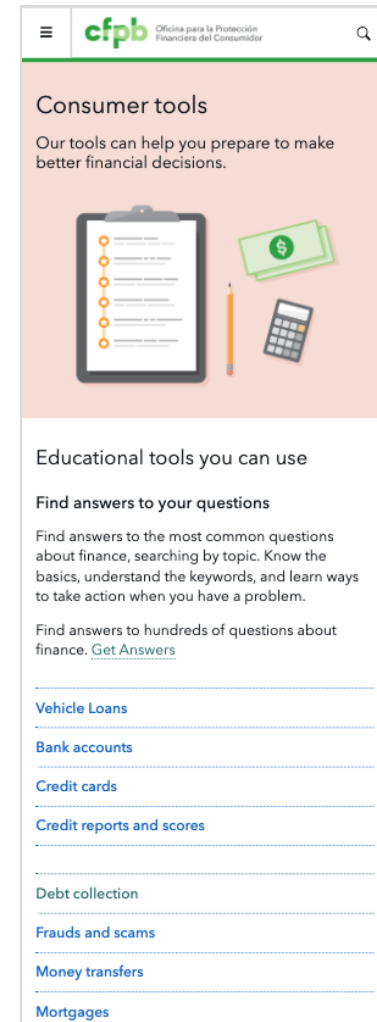 cfpb Oficina para la Protección
Financiera del Consumidor
Consumer tools
Our tools can help you prepare to make
better financial decisions.
$
Educational tools you can use
Find answers to your questions
Find answers to the most common questions
about finance, searching by topic. Know the
basics, understand the keywords, and learn ways
to take action when you have a problem.
Find answers to hundreds of questions about
finance. Get Answers
Vehicle Loans
Bank accounts
Credit cards
Credit reports and scores
Debt collection
Frauds and scams
Money transfers
Mortgages